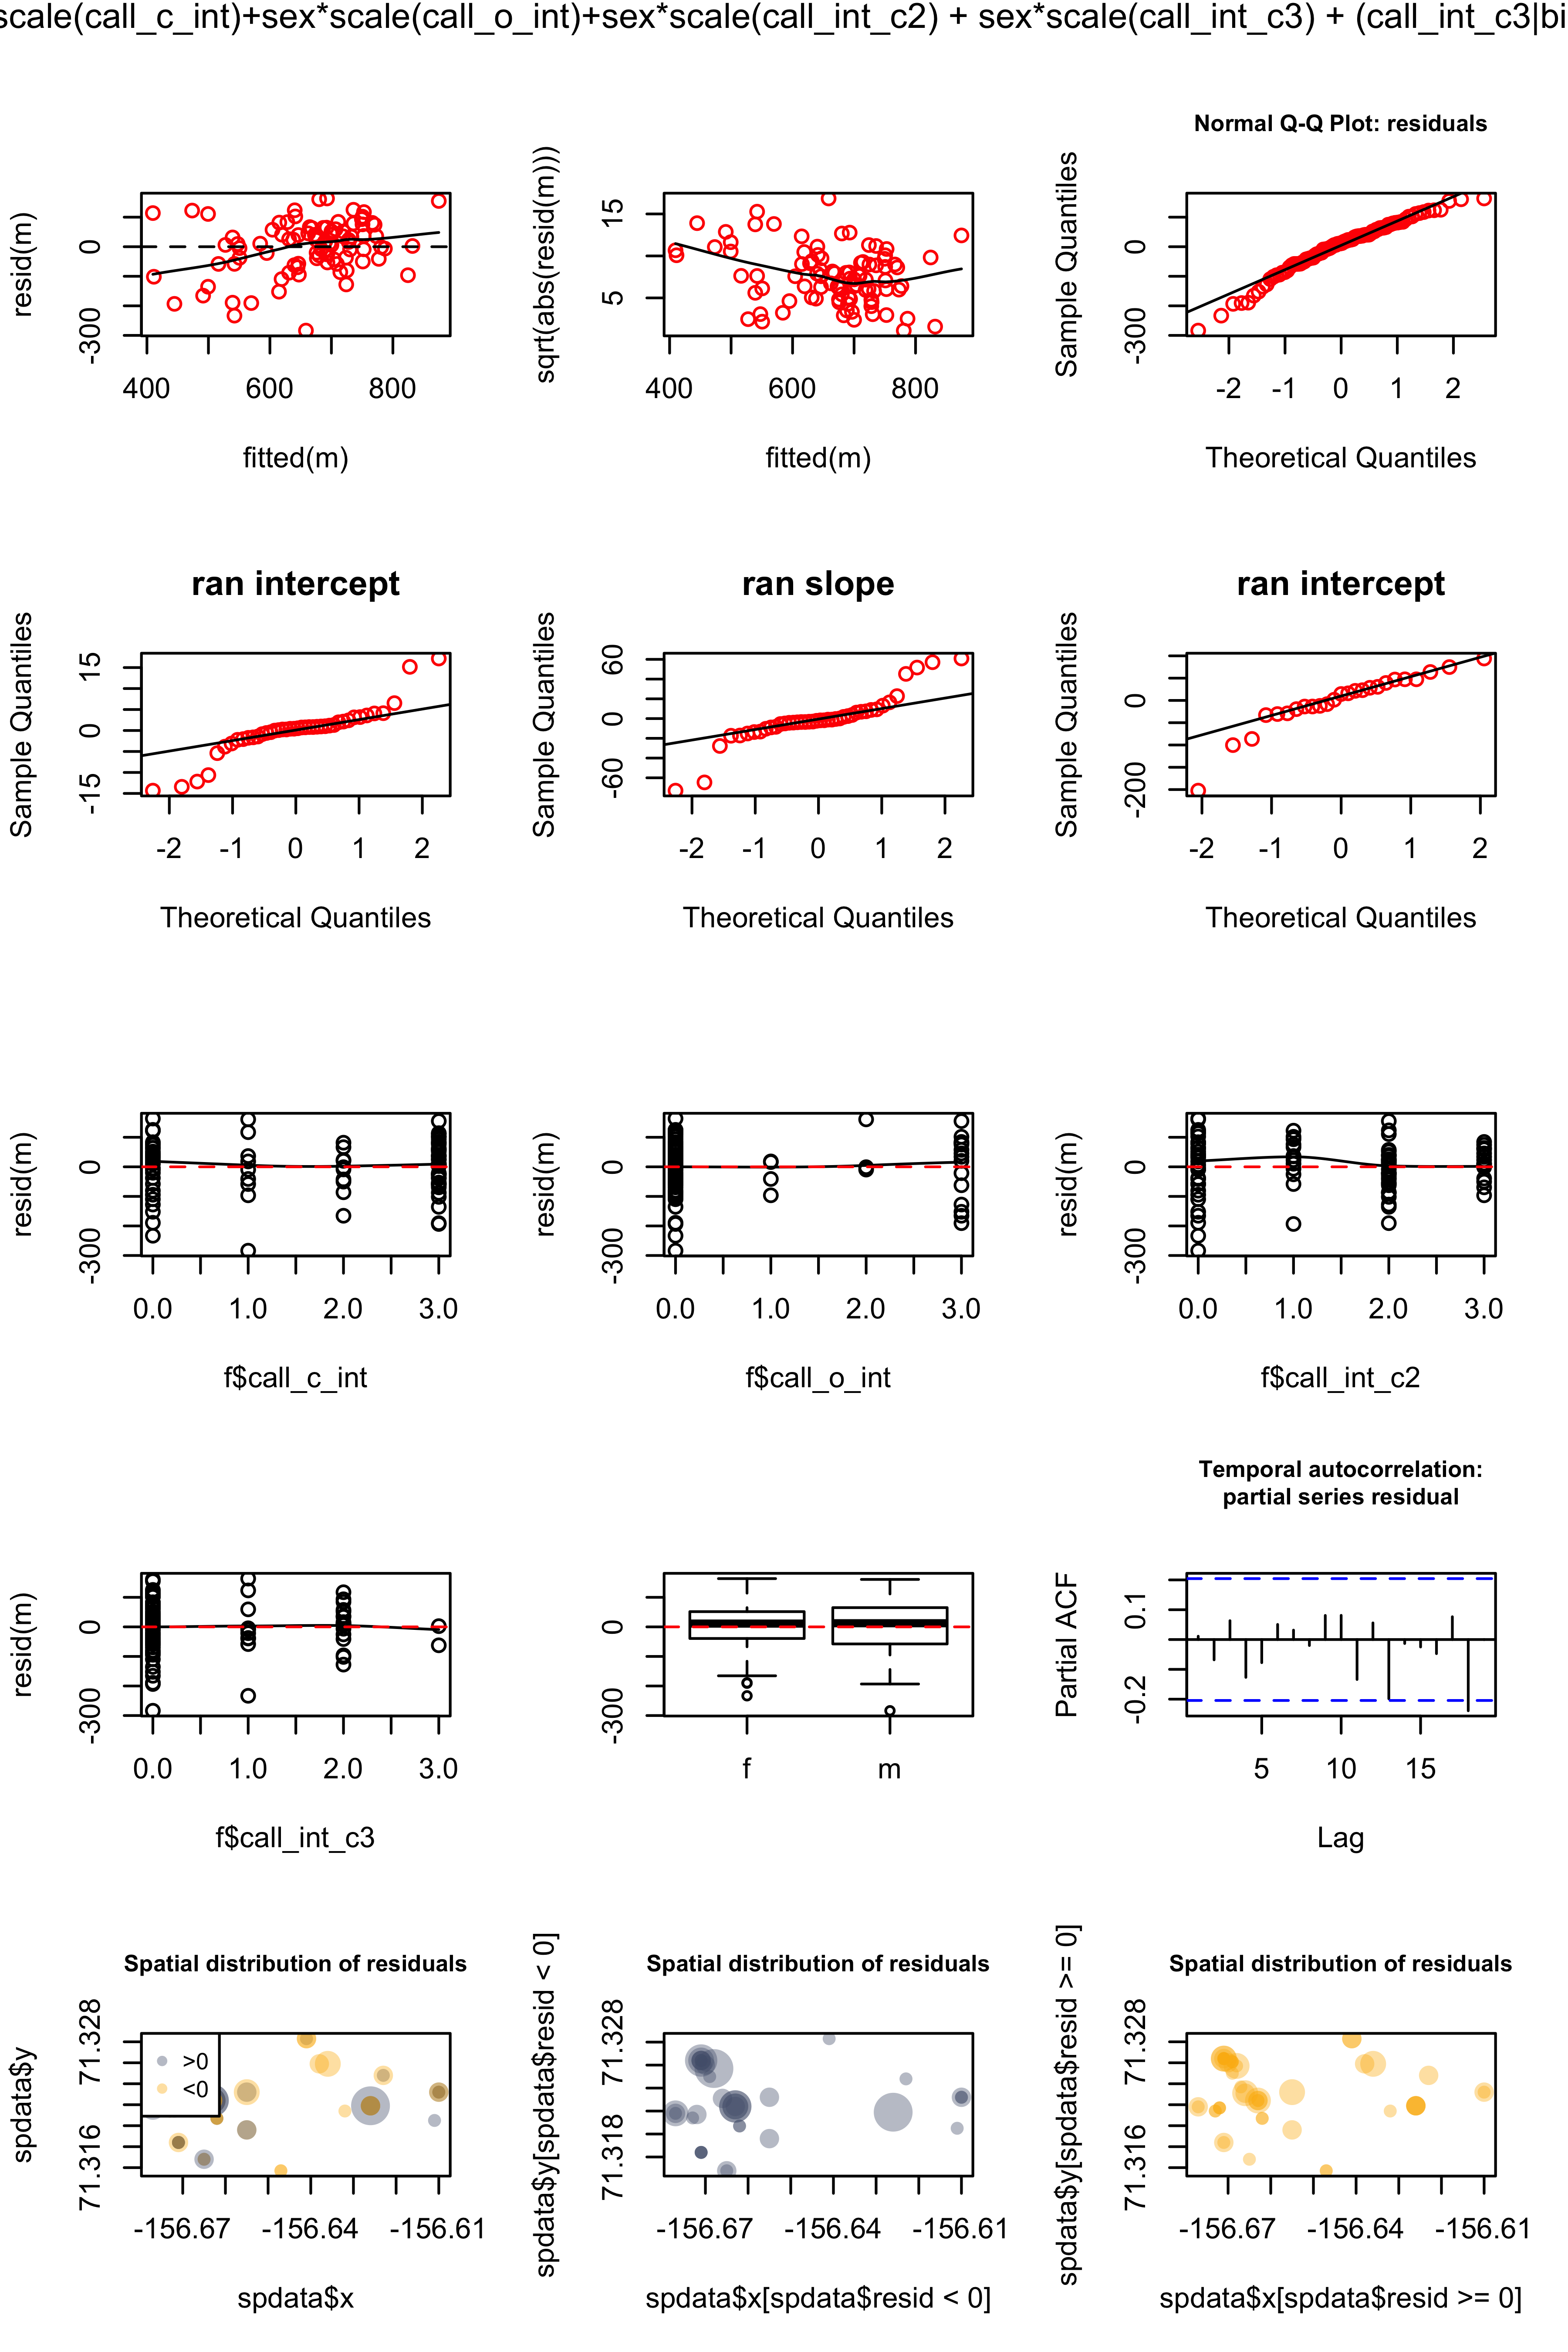 scale(call_c_int)+sex*scale(call_o_int)+sex*scale(call_int_c2) + sex*scale(call_int_c3) + (call_int_c3|bi
resid(m)
0
-300
400 600 800
fitted(m)
sqrt(abs(resid(m)))
15
5
400 600 800
fitted(m)
Normal Q-Q Plot: residuals
Sample Quantiles
0
-300
-2 -1 0 1 2
Theoretical Quantiles
ran intercept
Sample Quantiles
15
0
-15
-2 -1 0 1 2
Theoretical Quantiles
ran slope
Sample Quantiles
60
0
-60
-2 -1 0 1 2
Theoretical Quantiles
ran intercept
Sample Quantiles
0
-200
-2 -1 0 1 2
Theoretical Quantiles
resid(m)
0
-300
0.0 1.0 2.0 3.0
f$call_c_int
resid(m)
0
-300
0.0 1.0 2.0 3.0
f$call_o_int
resid(m)
0
-300
0.0 1.0 2.0 3.0
f$call_int_c2
resid(m)
0
-300
0.0 1.0 2.0 3.0
f$call_int_c3
0
-300
f m
Temporal autocorrelation:
partial series residual
Partial ACF
0.1
-0.2
5 10 15
Lag
Spatial distribution of residuals
spdata$y
71.328
71.316
>0
<0
-156.67 -156.64 -156.61
spdata$x
Spatial distribution of residuals
spdata$y[spdata$resid < 0]
71.328
71.318
-156.67 -156.64 -156.61
spdata$x[spdata$resid < 0]
Spatial distribution of residuals
spdata$y[spdata$resid >= 0]
71.328
71.316
-156.67 -156.64 -156.61
spdata$x[spdata$resid >= 0]